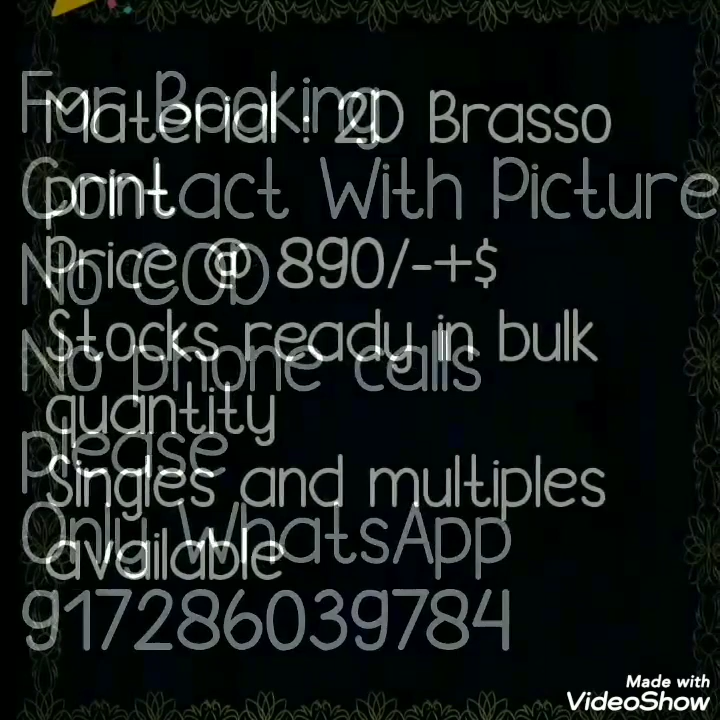 For Booking
Material : 2D Brasso
Contact With Picture
print
No COD
Price @ 890/-+$
Stocks ready in bulk
No phone calls
quantity
please
Singles and multiples
Only WhatsApp
available
917286039784
Made with
VideoShow